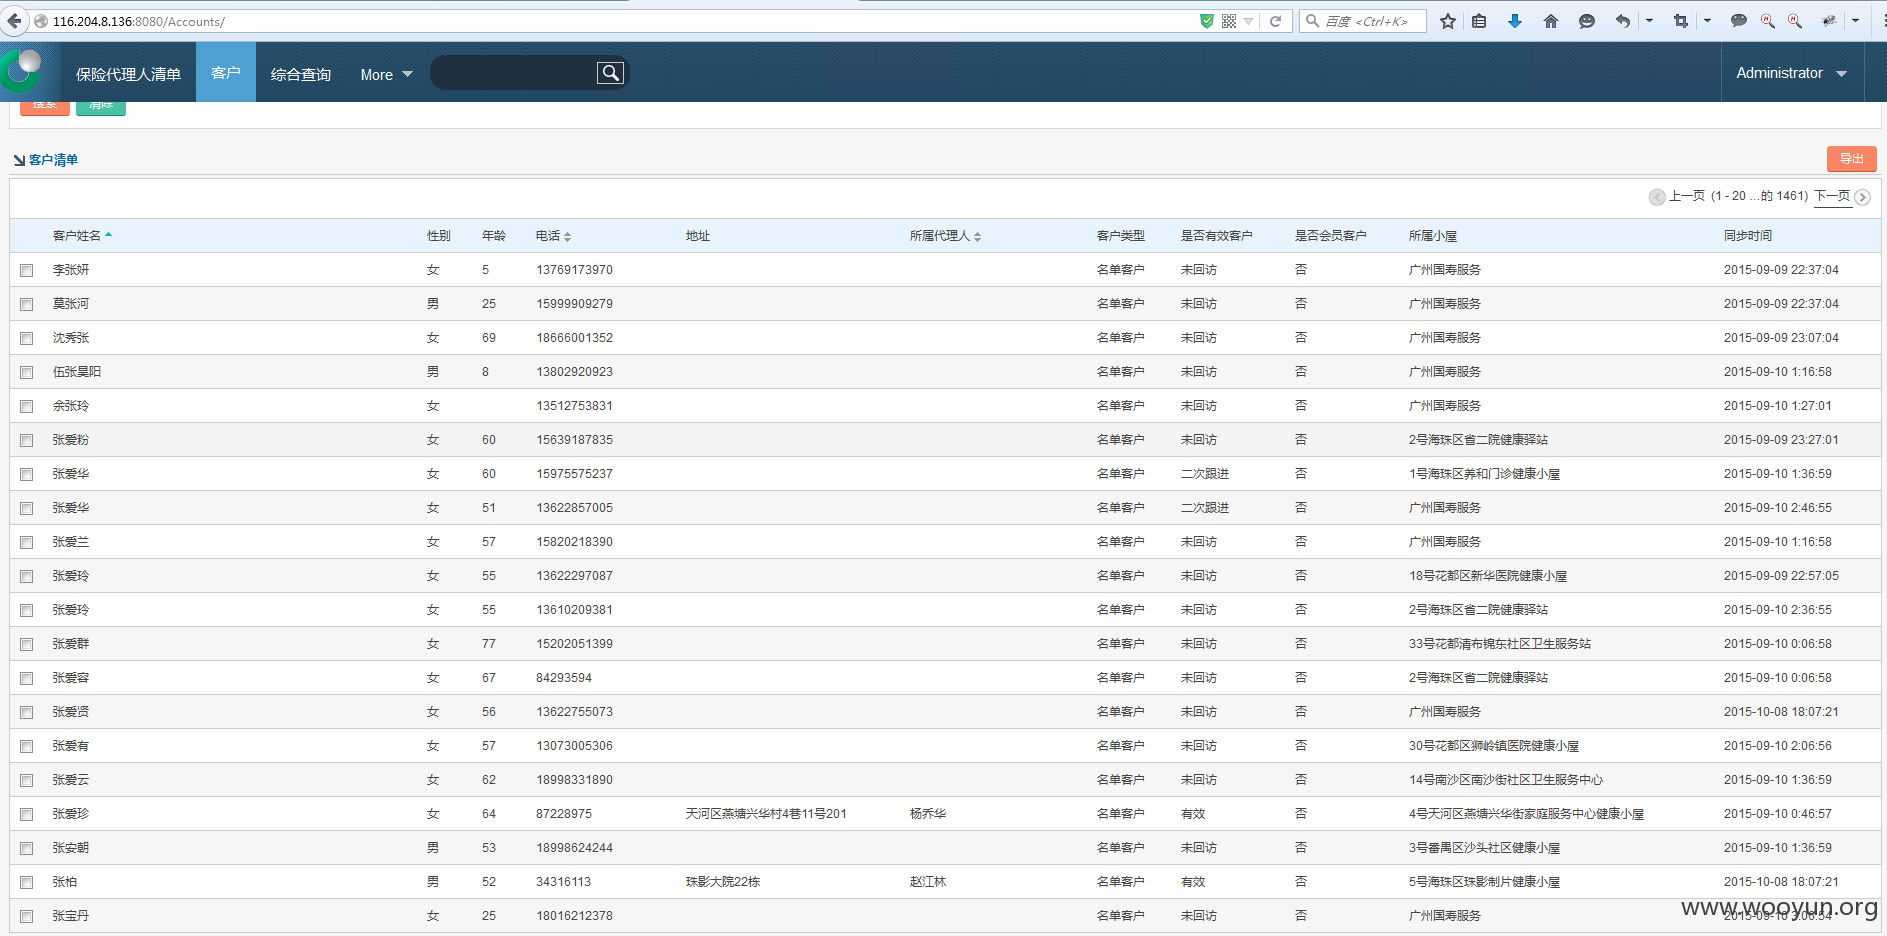 116.204.8.136:8080/Accounts/
百度 <Ctrl+K>
保险代理人清单 客户 综合查询 More Administrator
搜索 清除
客户清单 导出
上一页 (1 - 20 ...的 1461) 下一页
客户姓名 性别 年龄 电话 地址 所属代理人 客户类型 是否有效客户 是否会员客户 所属小屋 同步时间
李张妍 女 5 13769173970 名单客户 未回访 否 广州国寿服务 2015-09-09 22:37:04
莫张河 男 25 15999909279 名单客户 未回访 否 广州国寿服务 2015-09-09 22:37:04
沈秀张 女 69 18666001352 名单客户 未回访 否 广州国寿服务 2015-09-09 23:07:04
伍张昊阳 男 8 13802920923 名单客户 未回访 否 广州国寿服务 2015-09-10 1:16:58
余张玲 女 13512753831 名单客户 未回访 否 广州国寿服务 2015-09-10 1:27:01
张爱粉 女 60 15639187835 名单客户 未回访 否 2号海珠区省二院健康驿站 2015-09-09 23:27:01
张爱华 女 60 15975575237 名单客户 二次跟进 否 1号海珠区养和门诊健康小屋 2015-09-10 1:36:59
张爱华 女 51 13622857005 名单客户 二次跟进 否 广州国寿服务 2015-09-10 2:46:55
张爱兰 女 57 15820218390 名单客户 未回访 否 广州国寿服务 2015-09-10 1:16:58
张爱玲 女 55 13622297087 名单客户 未回访 否 18号花都区新华医院健康小屋 2015-09-09 22:57:05
张爱玲 女 55 13610209381 名单客户 未回访 否 2号海珠区省二院健康驿站 2015-09-10 2:36:55
张爱群 女 77 15202051399 名单客户 未回访 否 33号花都清布锦东社区卫生服务站 2015-09-10 0:06:58
张爱容 女 67 84293594 名单客户 未回访 否 2号海珠区省二院健康驿站 2015-09-10 0:06:58
张爱贤 女 56 13622755073 名单客户 未回访 否 广州国寿服务 2015-10-08 18:07:21
张爱有 女 57 13073005306 名单客户 未回访 否 30号花都区狮岭镇医院健康小屋 2015-09-10 2:06:56
张爱云 女 62 18998331890 名单客户 未回访 否 14号南沙区南沙街社区卫生服务中心 2015-09-10 1:36:59
张爱珍 女 64 87228975 天河区燕塘兴华村4巷11号201 杨乔华 名单客户 有效 否 4号天河区燕塘兴华街家庭服务中心健康小屋 2015-09-10 0:46:57
张安朝 男 53 18998624244 名单客户 未回访 否 3号番禺区沙头社区健康小屋 2015-09-10 1:36:59
张柏 男 52 34316113 珠影大院22栋 赵江林 名单客户 有效 否 5号海珠区珠影制片健康小屋 2015-10-08 18:07:21
张宝丹 女 25 18016212378 名单客户 未回访 否 广州国寿服务 2015-09-10 3:06:54
www.wooyun.org